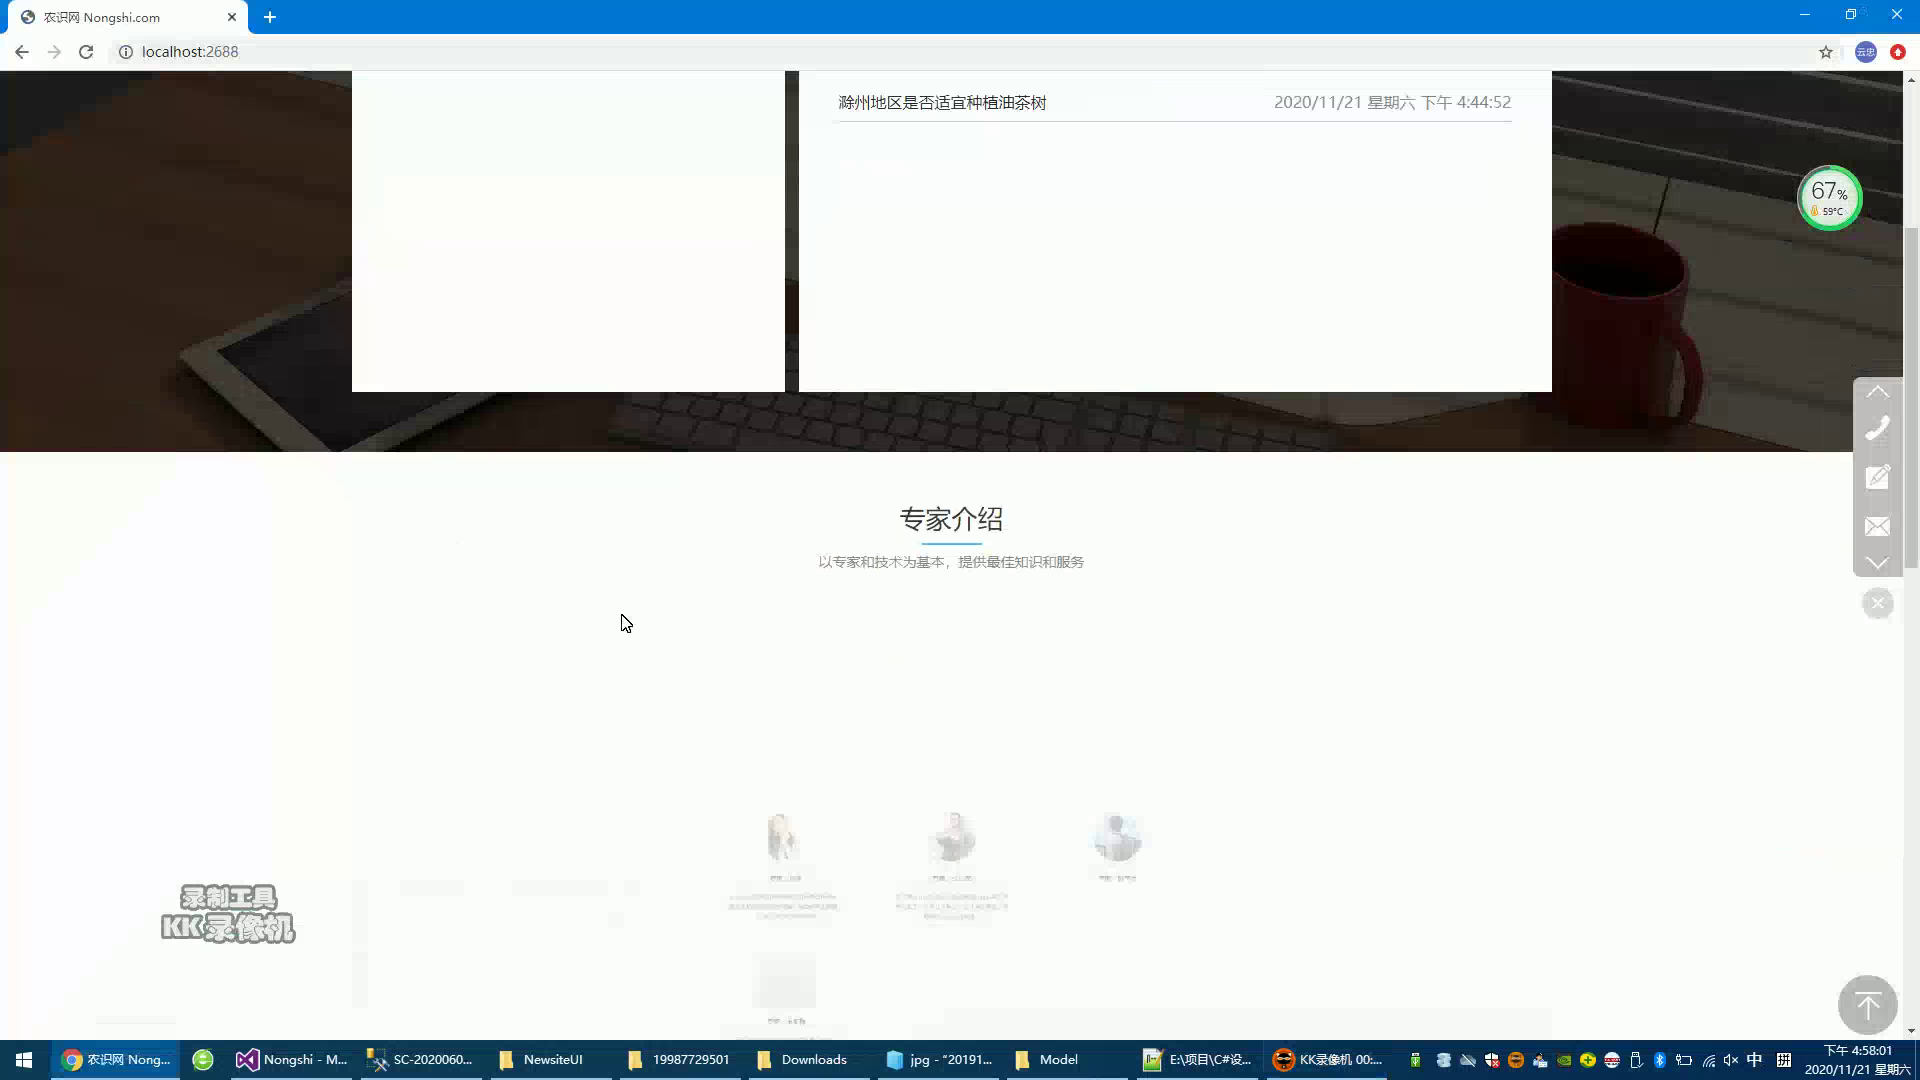 农识网 Nongshi.com
localhost:2688
云忠
滁州地区是否适宜种植油茶树
2020/11/21 星期六 下午 4:44:52
67%
59°C
专家介绍
以专家和技术为基本，提供最佳知识和服务
录制工具
KK 录像机
农识网 Nong...
Nongshi - M...
SC-2020060...
NewsiteUI
19987729501
Downloads
jpg - "20191...
Model
E:\项目\C#设...
KK录像机 00:...
中
拼
下午 4:58:01
2020/11/21 星期六